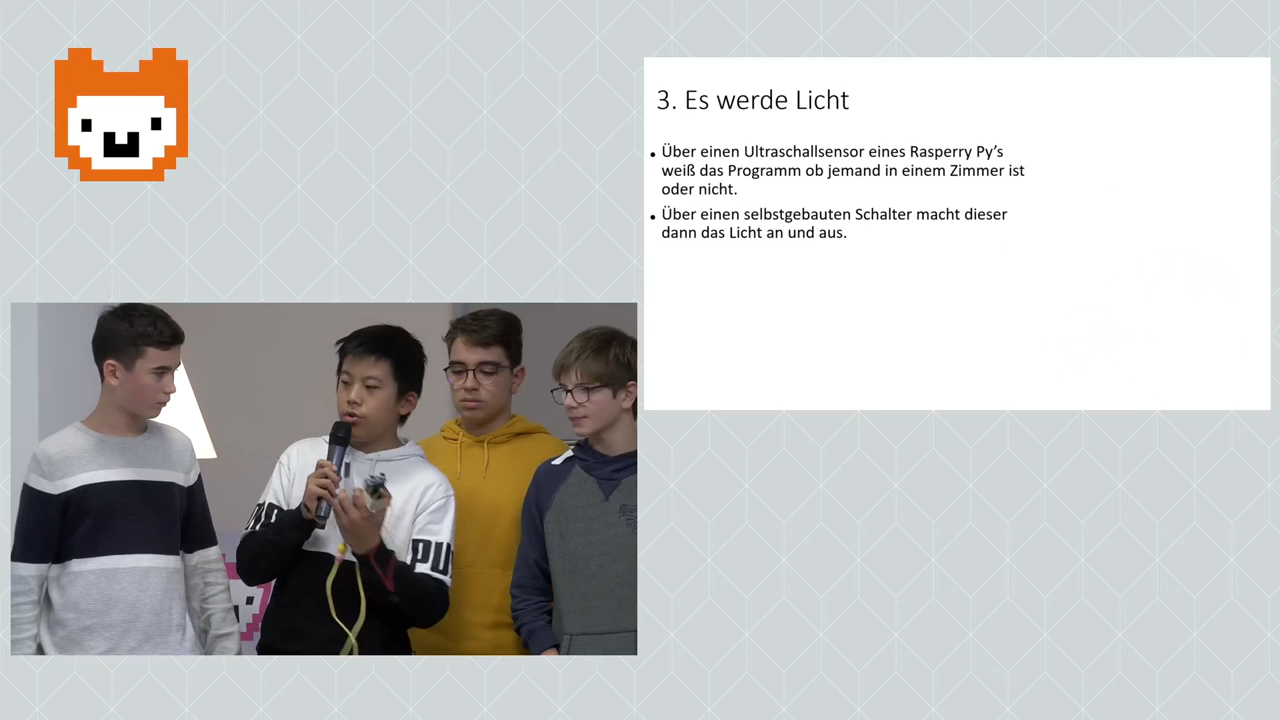 3. Es werde Licht
• Über einen Ultraschallsensor eines Rasperry Py’s
weiß das Programm ob jemand in einem Zimmer ist
oder nicht.
• Über einen selbstgebauten Schalter macht dieser
dann das Licht an und aus.
PU